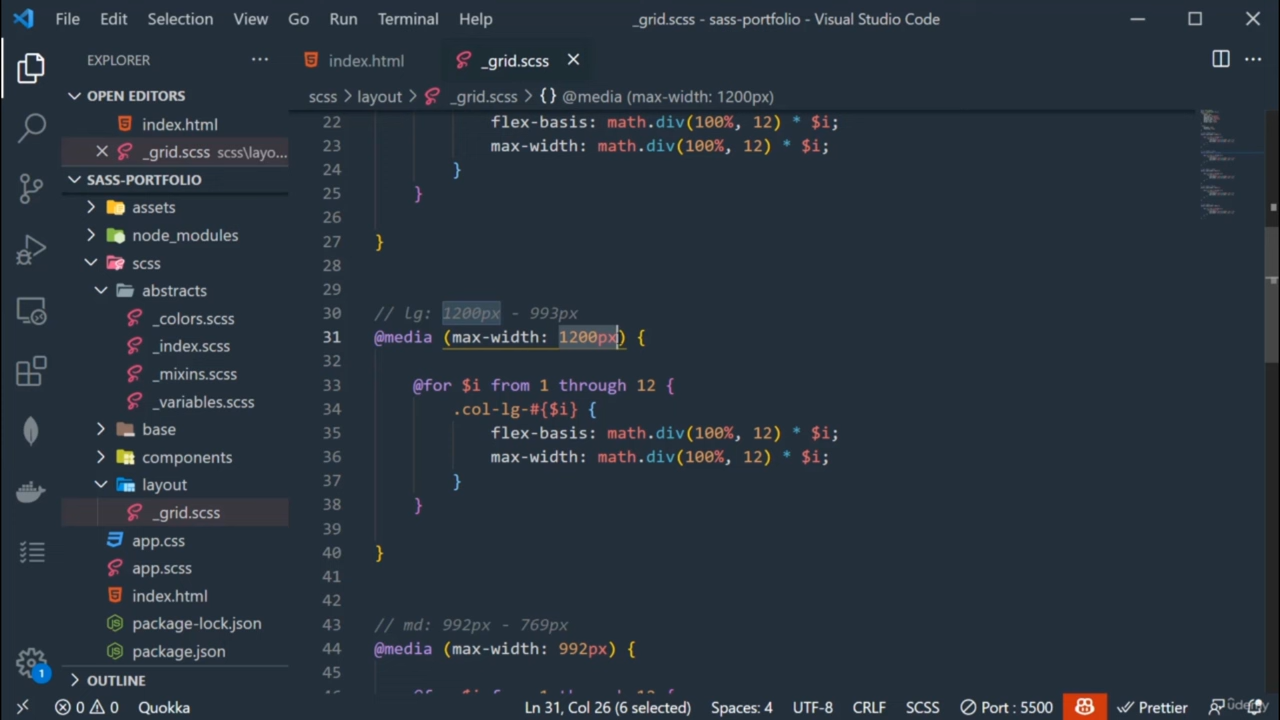 File Edit Selection View Go Run Terminal Help
_grid.scss - sass-portfolio - Visual Studio Code
EXPLORER
OPEN EDITORS
index.html
_grid.scss scss\layo...
SASS-PORTFOLIO
assets
node_modules
scss
abstracts
_colors.scss
_index.scss
_mixins.scss
_variables.scss
base
components
layout
_grid.scss
app.css
app.scss
index.html
package-lock.json
package.json
OUTLINE
1
index.html
_grid.scss
scss > layout > _grid.scss > {} @media (max-width: 1200px)
22 flex-basis: math.div(100%, 12) * $i;
23 max-width: math.div(100%, 12) * $i;
24 }
25 }
26
27 }
28
29
30 // lg: 1200px - 993px
31 @media (max-width: 1200px) {
32
33 @for $i from 1 through 12 {
34 .col-lg-#{$i} {
35 flex-basis: math.div(100%, 12) * $i;
36 max-width: math.div(100%, 12) * $i;
37 }
38 }
39
40 }
41
42
43 // md: 992px - 769px
44 @media (max-width: 992px) {
45
46 @for $i from 1 through 12 {
0 0 Quokka
Ln 31, Col 26 (6 selected) Spaces: 4 UTF-8 CRLF SCSS Port : 5500 Prettier